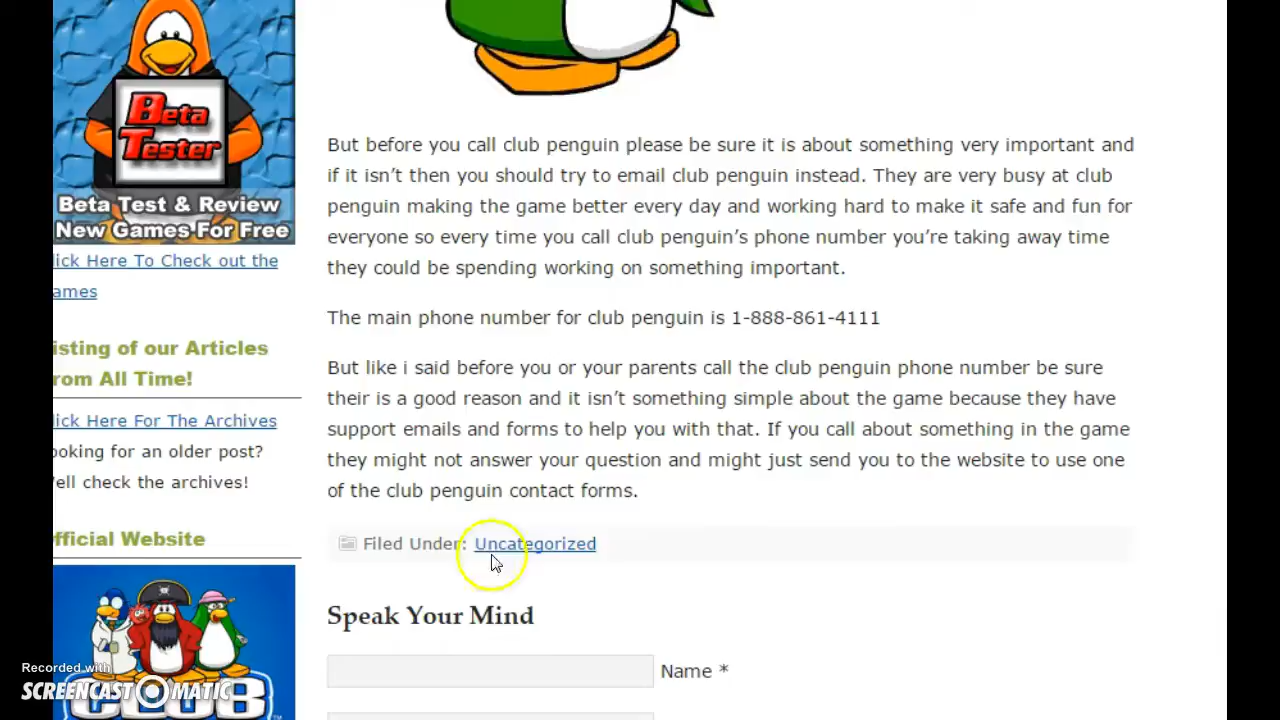 Beta
Tester
Beta Test & Review
New Games For Free
lick Here To Check out the
ames
isting of our Articles
rom All Time!
lick Here For The Archives
ooking for an older post?
ell check the archives!
fficial Website
Recorded with
SCREENCAST-O-MATIC
CLUB
But before you call club penguin please be sure it is about something very important and
if it isn’t then you should try to email club penguin instead. They are very busy at club
penguin making the game better every day and working hard to make it safe and fun for
everyone so every time you call club penguin’s phone number you’re taking away time
they could be spending working on something important.
The main phone number for club penguin is 1-888-861-4111
But like i said before you or your parents call the club penguin phone number be sure
their is a good reason and it isn’t something simple about the game because they have
support emails and forms to help you with that. If you call about something in the game
they might not answer your question and might just send you to the website to use one
of the club penguin contact forms.
Filed Under: Uncategorized
Speak Your Mind
Name *